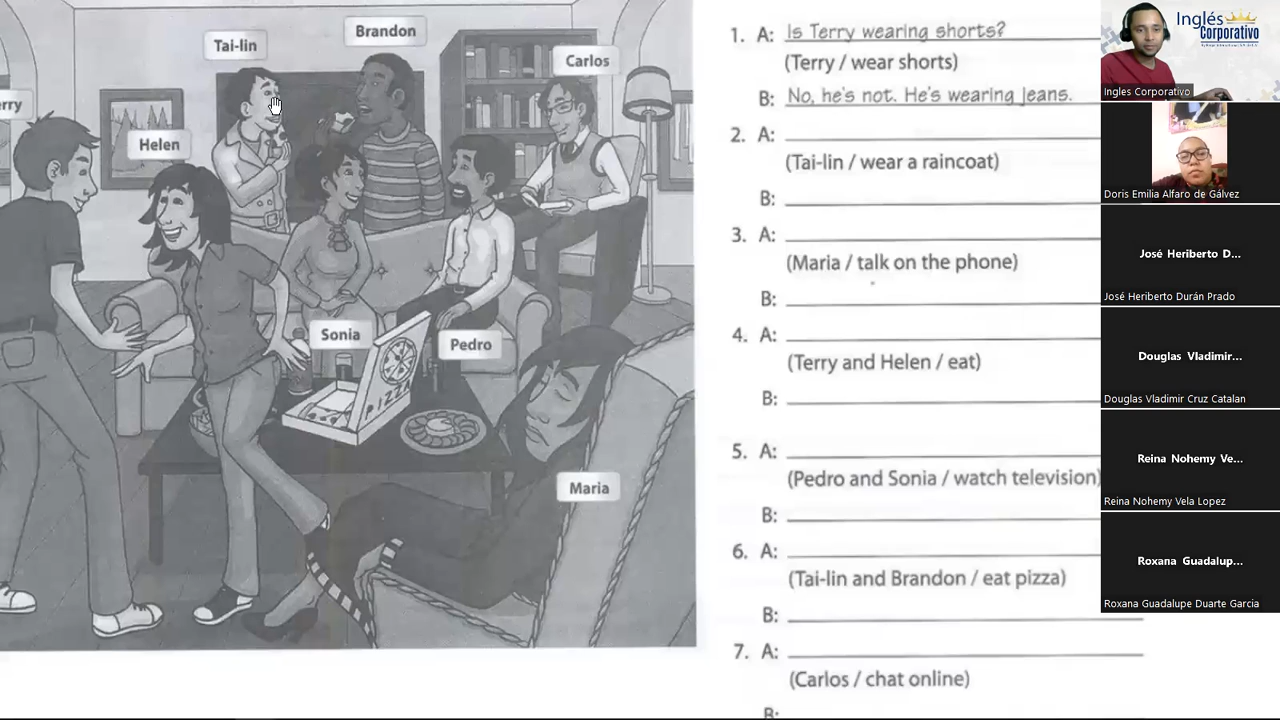 Tai-lin
Brandon
Carlos
erry
Helen
Sonia
Pedro
Maria
PIZZA
1. A: Is Terry wearing shorts?
(Terry / wear shorts)
B: No, he's not. He's wearing jeans.
2. A:
(Tai-lin / wear a raincoat)
B:
3. A:
(Maria / talk on the phone)
B:
4. A:
(Terry and Helen / eat)
B:
5. A:
(Pedro and Sonia / watch television)
B:
6. A:
(Tai-lin and Brandon / eat pizza)
B:
7. A:
(Carlos / chat online)
B:
Inglés
Corporativo
Ingles Corporativo
Doris Emilia Alfaro de Gálvez
José Heriberto D...
José Heriberto Durán Prado
Douglas Vladimir...
Douglas Vladimir Cruz Catalan
Reina Nohemy Ve...
Reina Nohemy Vela Lopez
Roxana Guadalup...
Roxana Guadalupe Duarte Garcia